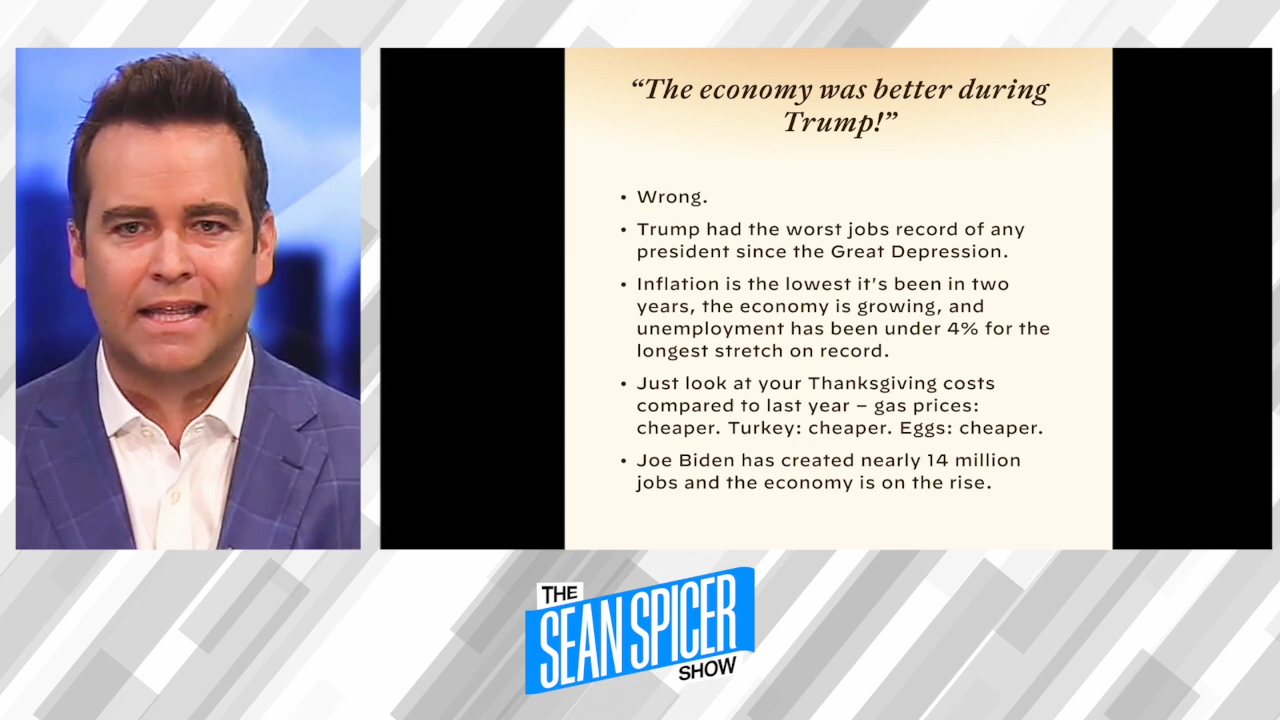 “The economy was better during
Trump!”
• Wrong.
• Trump had the worst jobs record of any
president since the Great Depression.
• Inflation is the lowest it's been in two
years, the economy is growing, and
unemployment has been under 4% for the
longest stretch on record.
• Just look at your Thanksgiving costs
compared to last year – gas prices:
cheaper. Turkey: cheaper. Eggs: cheaper.
• Joe Biden has created nearly 14 million
jobs and the economy is on the rise.
THE
SEAN SPICER
SHOW